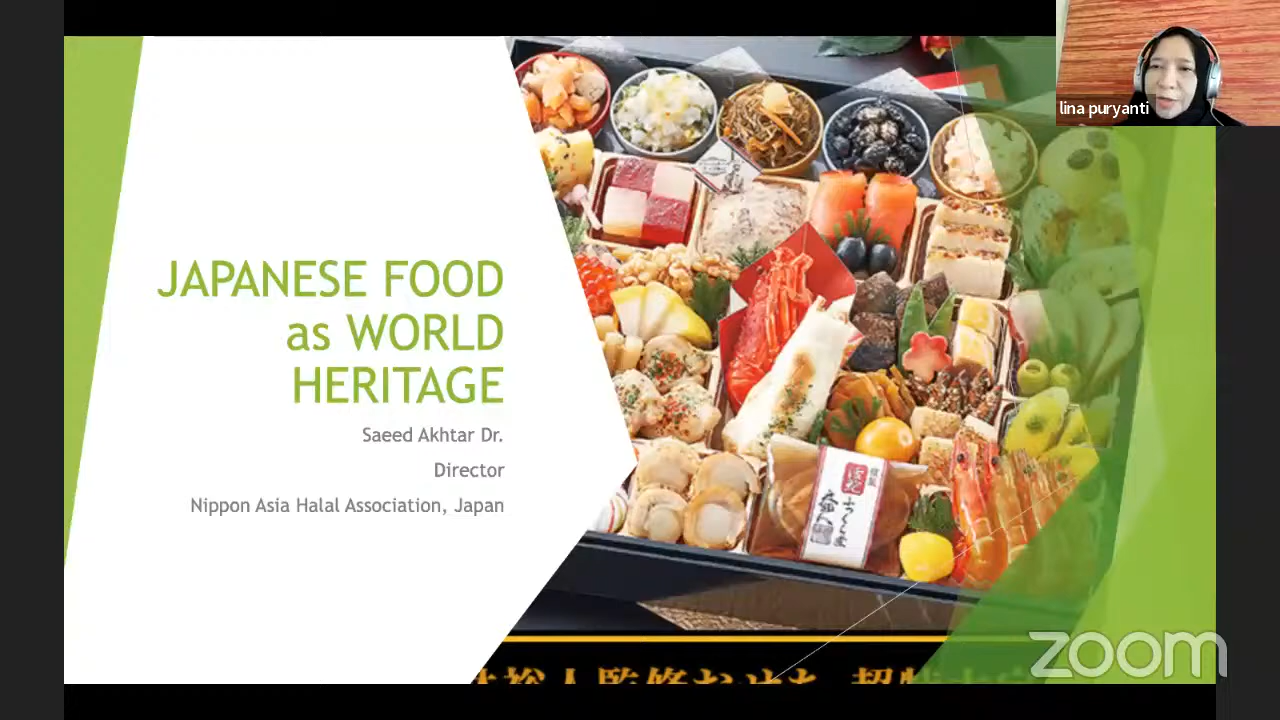 JAPANESE FOOD
as WORLD
HERITAGE
Saeed Akhtar Dr.
Director
Nippon Asia Halal Association, Japan
lina puryanti
zoom